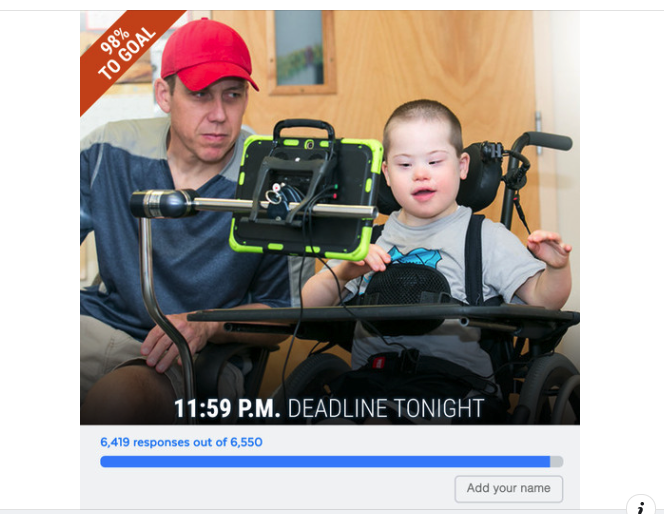 98%
TO GOAL
11:59 P.M. DEADLINE TONIGHT
6,419 responses out of 6,550
Add your name
i